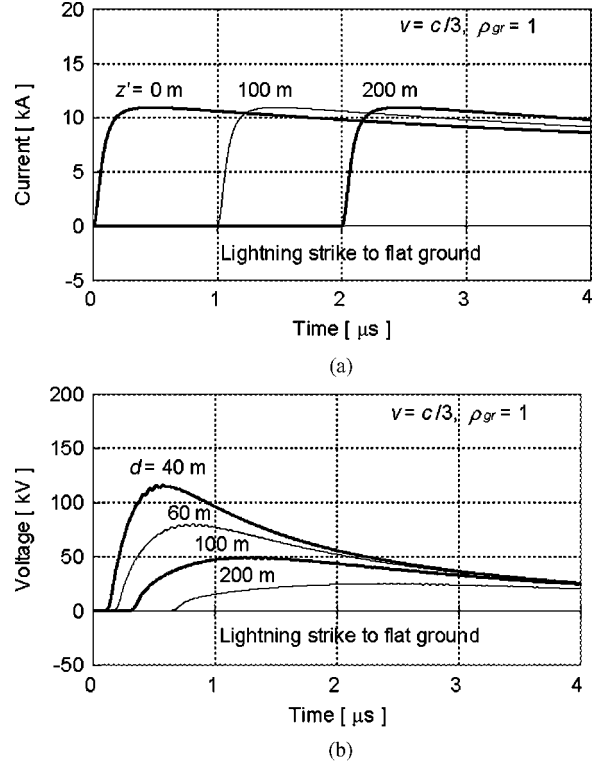 20
v = c/3, ρgr = 1
15
z' = 0 m
100 m
200 m
10
5
0
Lightning strike to flat ground
-5
0
1
2
3
4
Current [ kA ]
Time [ μs ]
(a)
200
v = c/3, ρgr = 1
150
d = 40 m
100
60 m
100 m
50
200 m
0
Lightning strike to flat ground
-50
0
1
2
3
4
Voltage [ kV ]
Time [ μs ]
(b)